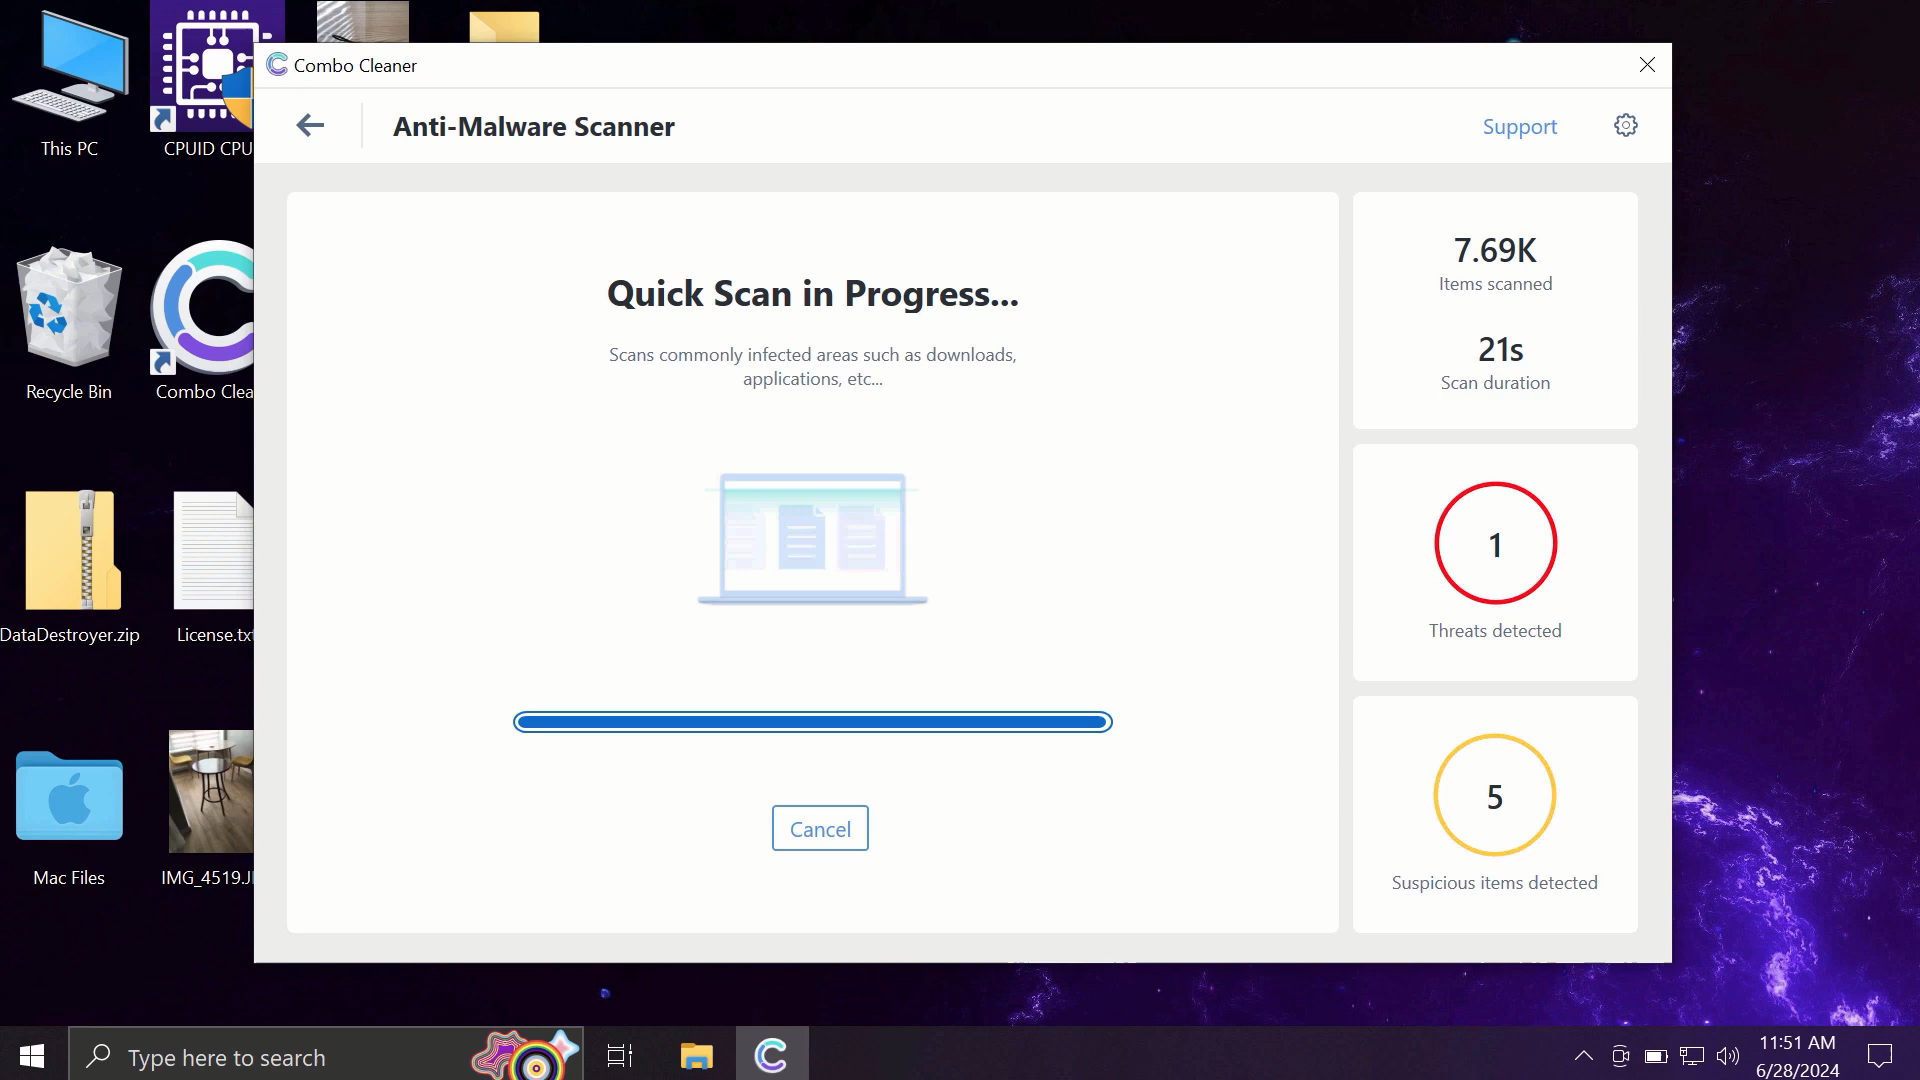 Combo Cleaner
Anti-Malware Scanner
Support
Quick Scan in Progress...
Scans commonly infected areas such as downloads,
applications, etc...
Cancel
7.69K
Items scanned
21s
Scan duration
1
Threats detected
5
Suspicious items detected
This PC
CPUID CPU
Recycle Bin
Combo Clea
DataDestroyer.zip
License.txt
Mac Files
IMG_4519.J
Type here to search
11:51 AM
6/28/2024